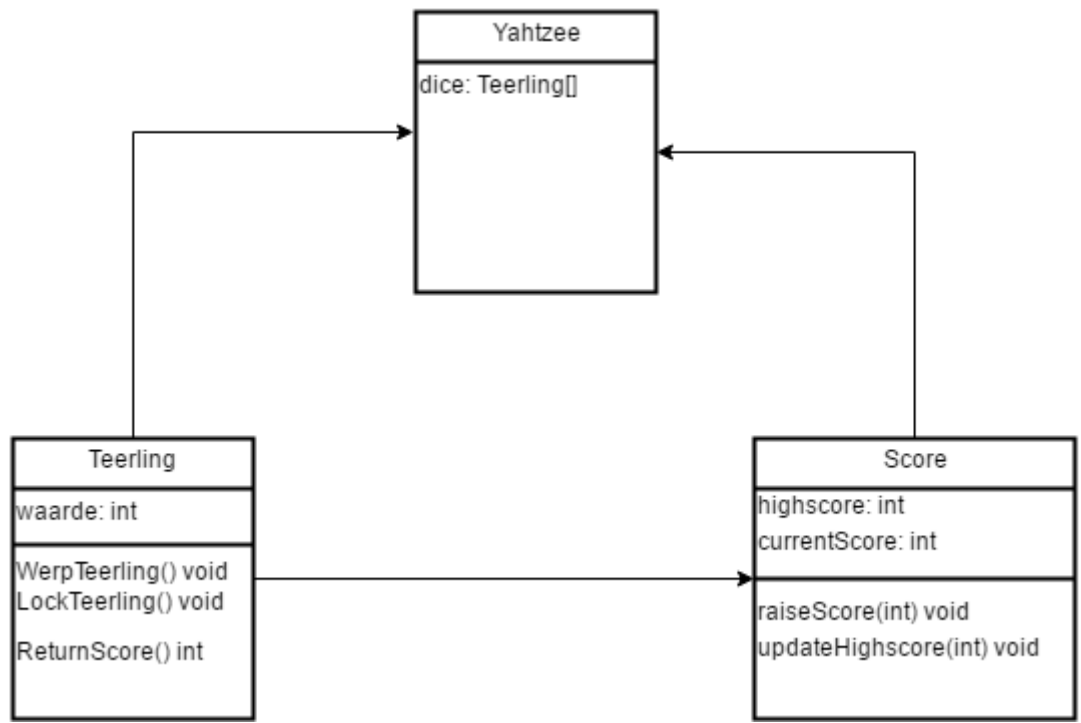 Yahtzee
dice: Teerling[]
Teerling
waarde: int
WerpTeerling() void
LockTeerling() void
ReturnScore() int
Score
highscore: int
currentScore: int
raiseScore(int) void
updateHighscore(int) void